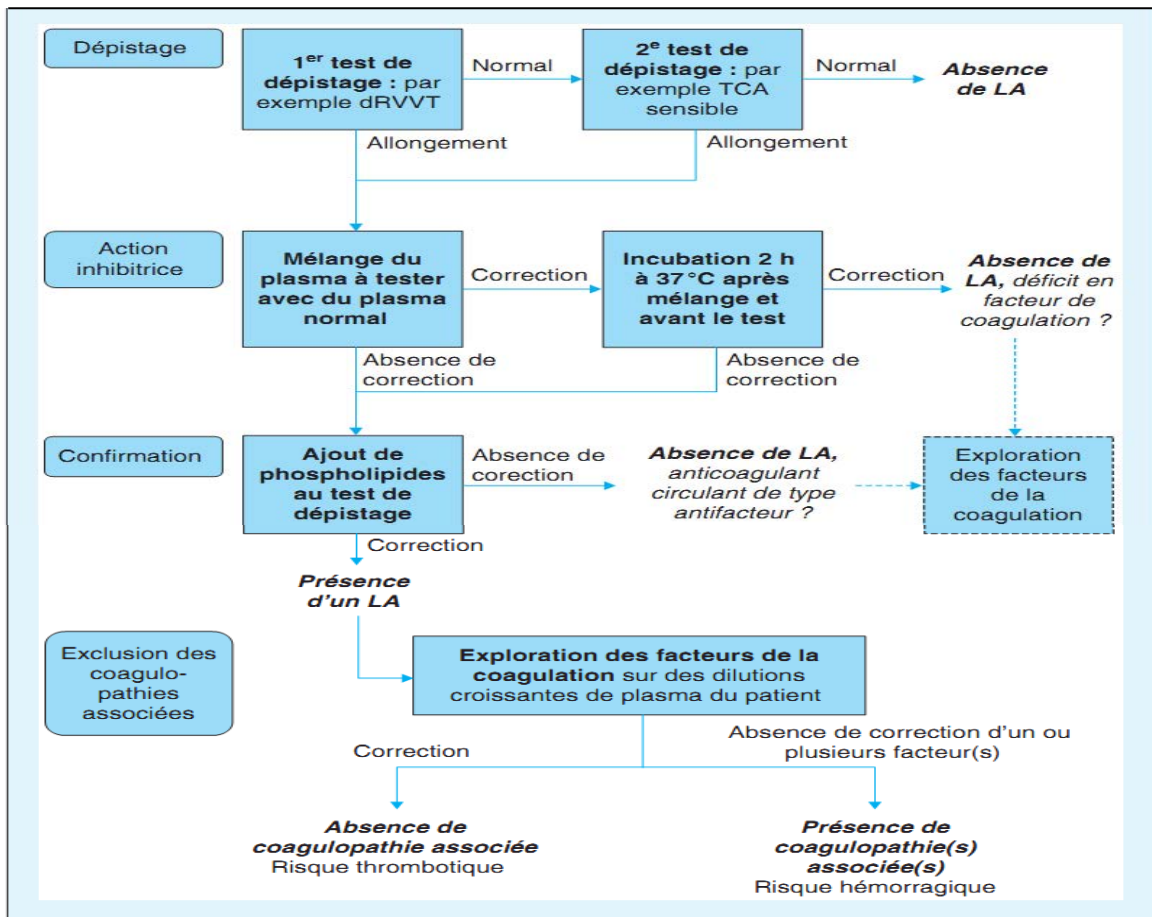 Dépistage
1er test de
dépistage : par
exemple dRVVT
Normal
2e test de
dépistage : par
exemple TCA
sensible
Normal
Absence
de LA
Allongement
Allongement
Action
inhibitrice
Mélange du
plasma à tester
avec du plasma
normal
Correction
Incubation 2 h
à 37 °C après
mélange et
avant le test
Correction
Absence de
LA, déficit en
facteur de
coagulation ?
Absence de
correction
Absence de
correction
Confirmation
Ajout de
phospholipides
au test de
dépistage
Absence de
corection
Absence de LA,
anticoagulant
circulant de type
antifacteur ?
Exploration
des facteurs
de la
coagulation
Correction
Présence
d'un LA
Exclusion des
coagulo-
pathies
associées
Exploration des facteurs de la
coagulation sur des dilutions
croissantes de plasma du patient
Correction
Absence de correction d'un ou
plusieurs facteur(s)
Absence de
coagulopathie associée
Risque thrombotique
Présence de
coagulopathie(s)
associée(s)
Risque hémorragique